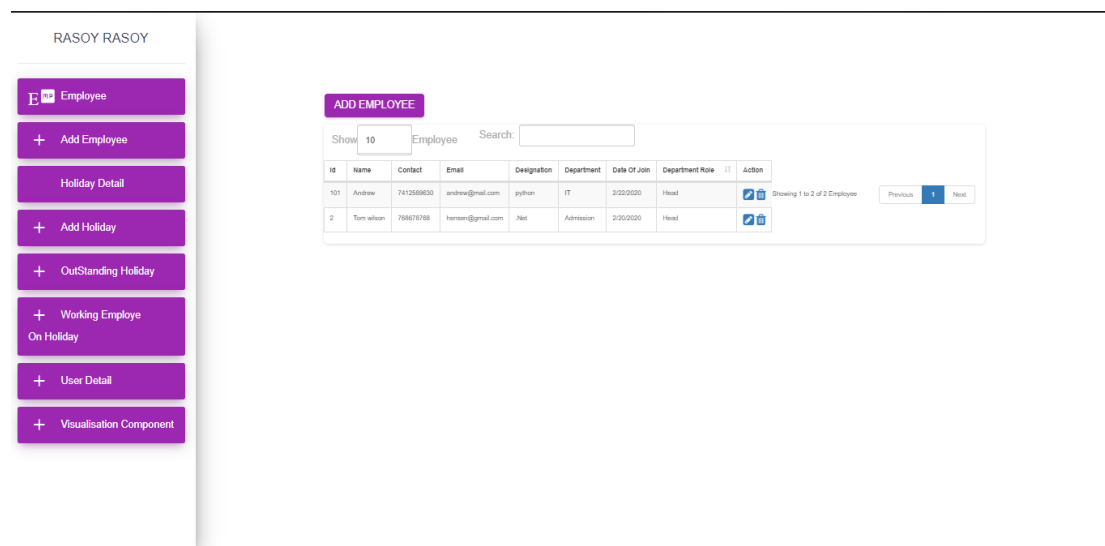 RASOY RASOY
Employee
Add Employee
Holiday Detail
Add Holiday
OutStanding Holiday
Working Employe
On Holiday
User Detail
Visualisation Component
ADD EMPLOYEE
Show 10 Employee Search:
Id Name Contact Email Designation Department Date Of Join Department Role Action
101 Andrew 7412589630 andrew@mail.com python IT 2/22/2020 Head
2 Tom wilson 768678768 hensen@gmail.com .Net Admission 2/20/2020 Head
Showing 1 to 2 of 2 Employee
Previous 1 Next